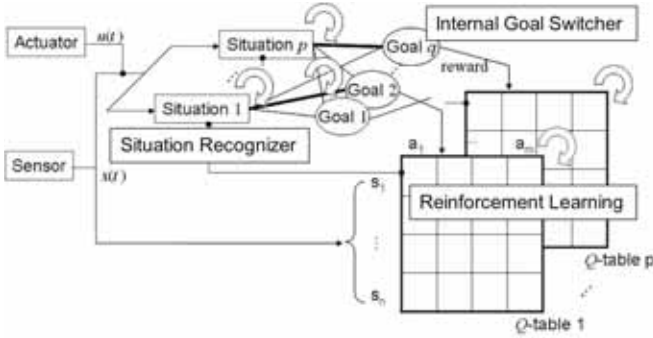 Internal Goal Switcher
Actuator
u(t)
Situation p
Goal q
reward
Goal 2
Situation 1
Goal 1
Situation Recognizer
Sensor
x(t)
a1
am
s1
Reinforcement Learning
sn
Q-table p
Q-table 1